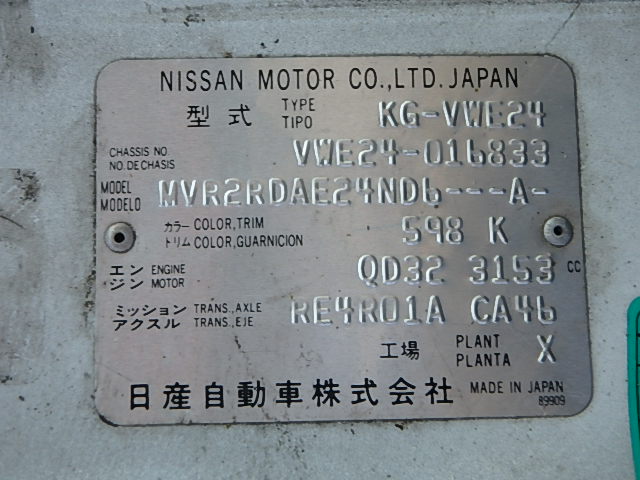 NISSAN MOTOR CO.,LTD. JAPAN
型式 TYPE TIPO KG-VWE24
CHASSIS NO. NO. DE CHASIS VWE24-016833
MODEL MODELO MVR2RDAE24ND6---A-
カラー トリム COLOR,TRIM COLOR,GUARNICION 598 K
エンジン ENGINE MOTOR QD32 3153 CC
ミッション アクスル TRANS.,AXLE TRANS.,EJE RE4R01A CA46
工場 PLANT PLANTA X
日産自動車株式会社 MADE IN JAPAN
89909